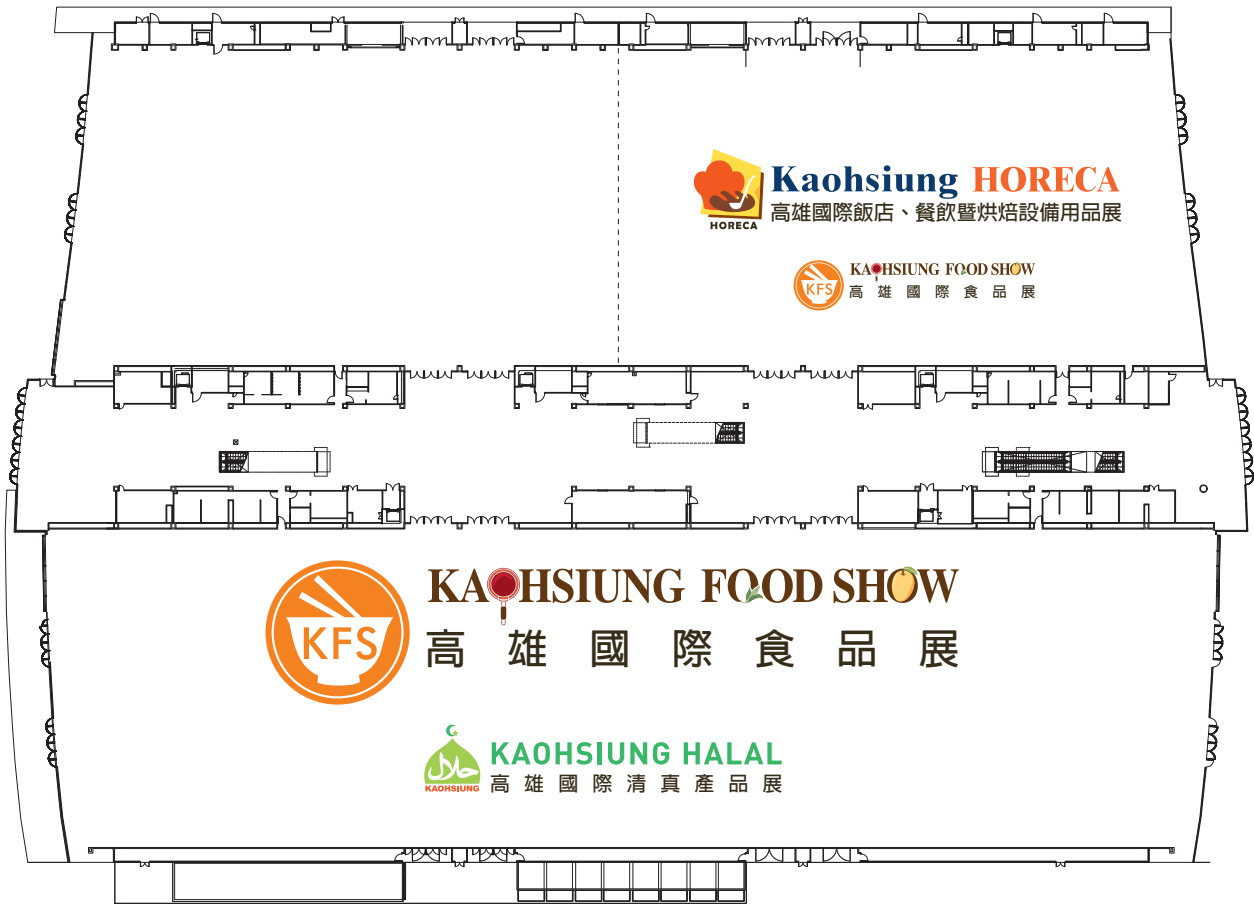 Kaohsiung HORECA
高雄國際飯店、餐飲暨烘焙設備用品展
HORECA
KAOHSIUNG FOOD SHOW
KFS
高雄國際食品展
KAOHSIUNG FOOD SHOW
KFS
高雄國際食品展
KAOHSIUNG HALAL
حلال
KAOHSIUNG
高雄國際清真產品展